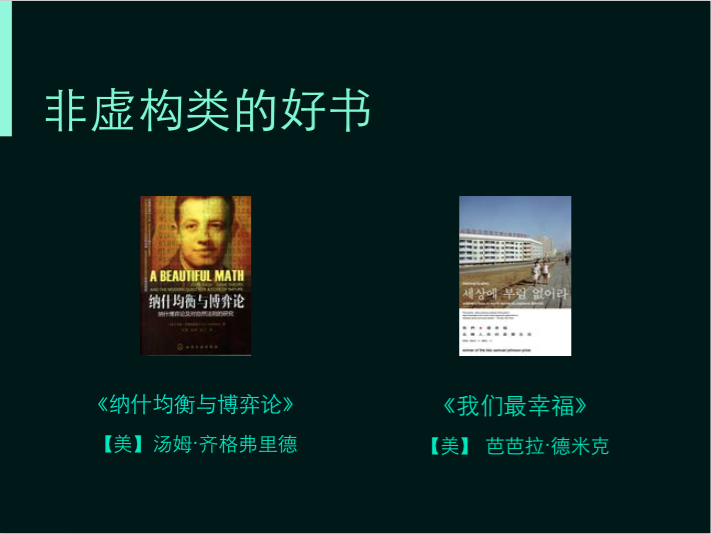 非虚构类的好书
A BEAUTIFUL MATH
纳什均衡与博弈论
纳什博弈论及对自然法则的研究
세상에 부럼 없어라
winner of the bbc samuel johnson prize
《纳什均衡与博弈论》
《我们最幸福》
【美】汤姆·齐格弗里德
【美】 芭芭拉·德米克